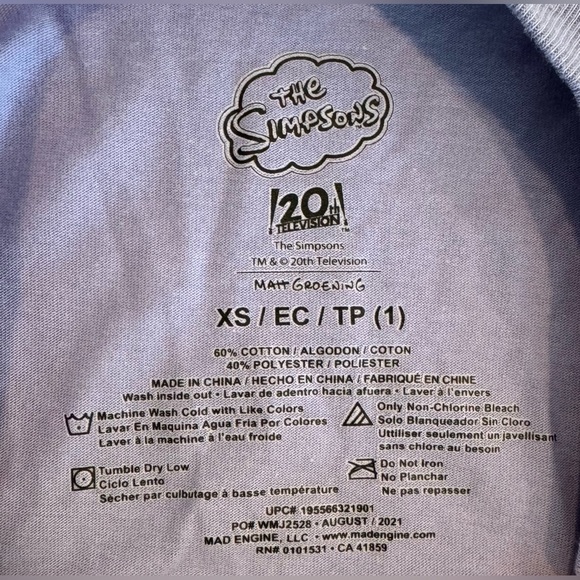 THE
SIMPSONS™
20th
TELEVISION™
The Simpsons
TM & © 20th Television
MATT GROENING
XS / EC / TP (1)
60% COTTON / ALGODON / COTON
40% POLYESTER / POLIESTER
MADE IN CHINA / HECHO EN CHINA / FABRIQUÉ EN CHINE
Wash inside out • Lavar de adentro hacia afuera • Laver à l'envers
Machine Wash Cold with Like Colors
Lavar En Maquina Agua Fria Por Colores
Laver à la machine à l'eau froide
Only Non-Chlorine Bleach
Solo Blanqueador Sin Cloro
Utiliser seulement un javellisant
sans chlore au besoin
Tumble Dry Low
Ciclo Lento
Sécher par culbutage à basse température
Do Not Iron
No Planchar
Ne pas repasser
UPC# 195566321901
PO# WMJ2528 • AUGUST / 2021
MAD ENGINE, LLC • www.madengine.com
RN# 0101531 • CA 41859